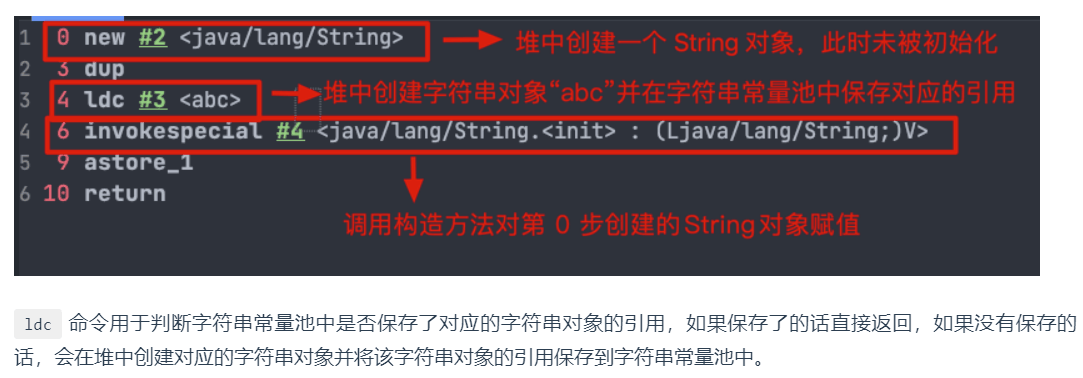 1 0 new #2 <java/lang/String> 堆中创建一个 String 对象，此时未被初始化
2 3 dup
3 4 ldc #3 <abc> 堆中创建字符串对象“abc”并在字符串常量池中保存对应的引用
4 6 invokespecial #4 <java/lang/String.<init> : (Ljava/lang/String;)V>
5 9 astore_1
6 10 return
调用构造方法对第 0 步创建的String对象赋值
ldc 命令用于判断字符串常量池中是否保存了对应的字符串对象的引用，如果保存了的话直接返回，如果没有保存的
话，会在堆中创建对应的字符串对象并将该字符串对象的引用保存到字符串常量池中。